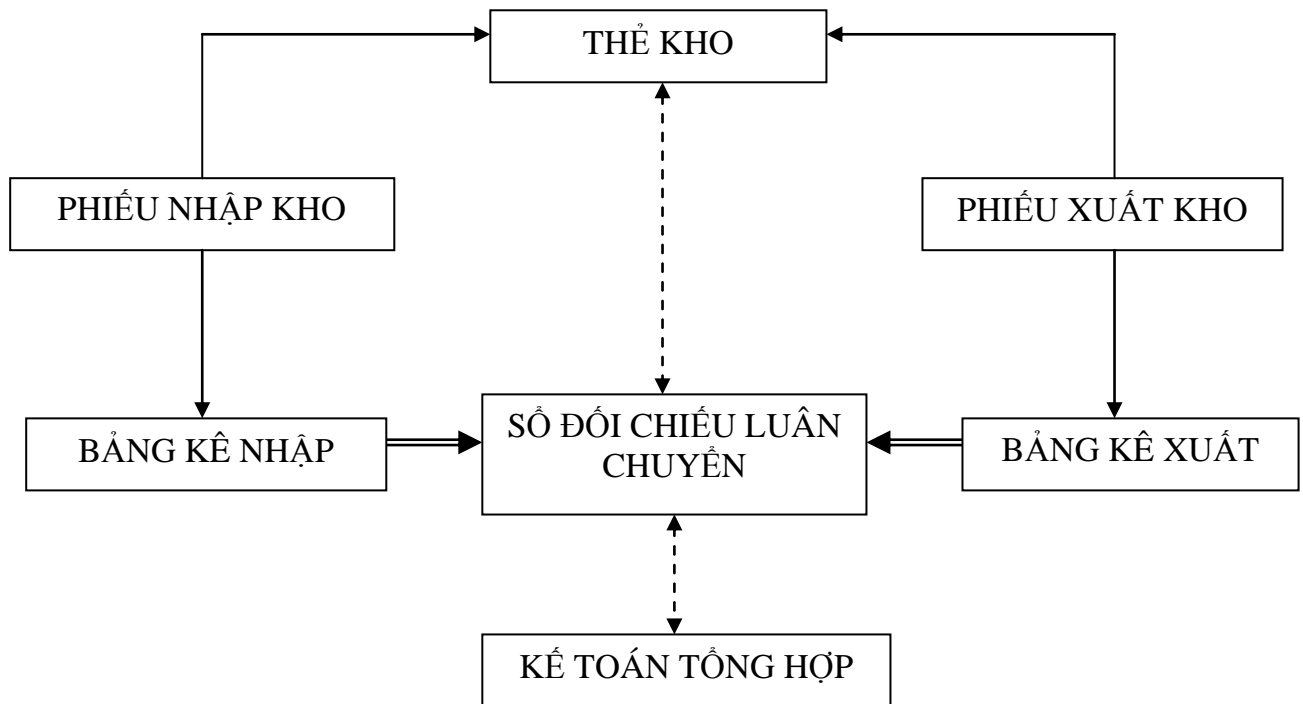 THẺ KHO
PHIẾU NHẬP KHO
PHIẾU XUẤT KHO
BẢNG KÊ NHẬP
SỔ ĐỐI CHIẾU LUÂN
CHUYỂN
BẢNG KÊ XUẤT
KẾ TOÁN TỔNG HỢP